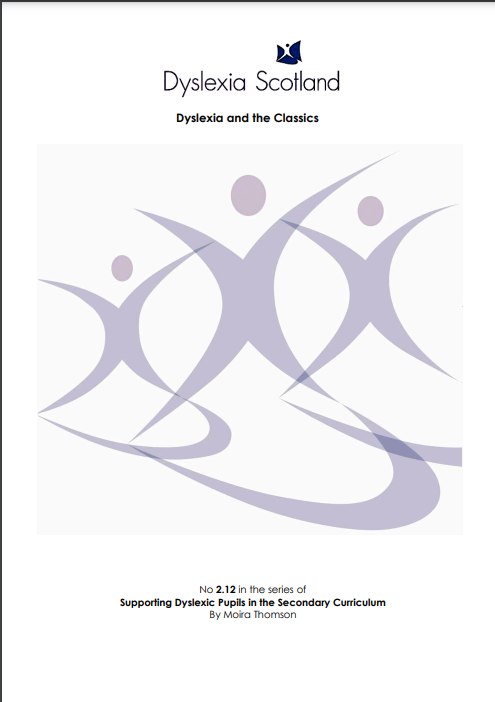 Dyslexia Scotland
Dyslexia and the Classics
No 2.12 in the series of
Supporting Dyslexic Pupils in the Secondary Curriculum
By Moira Thomson